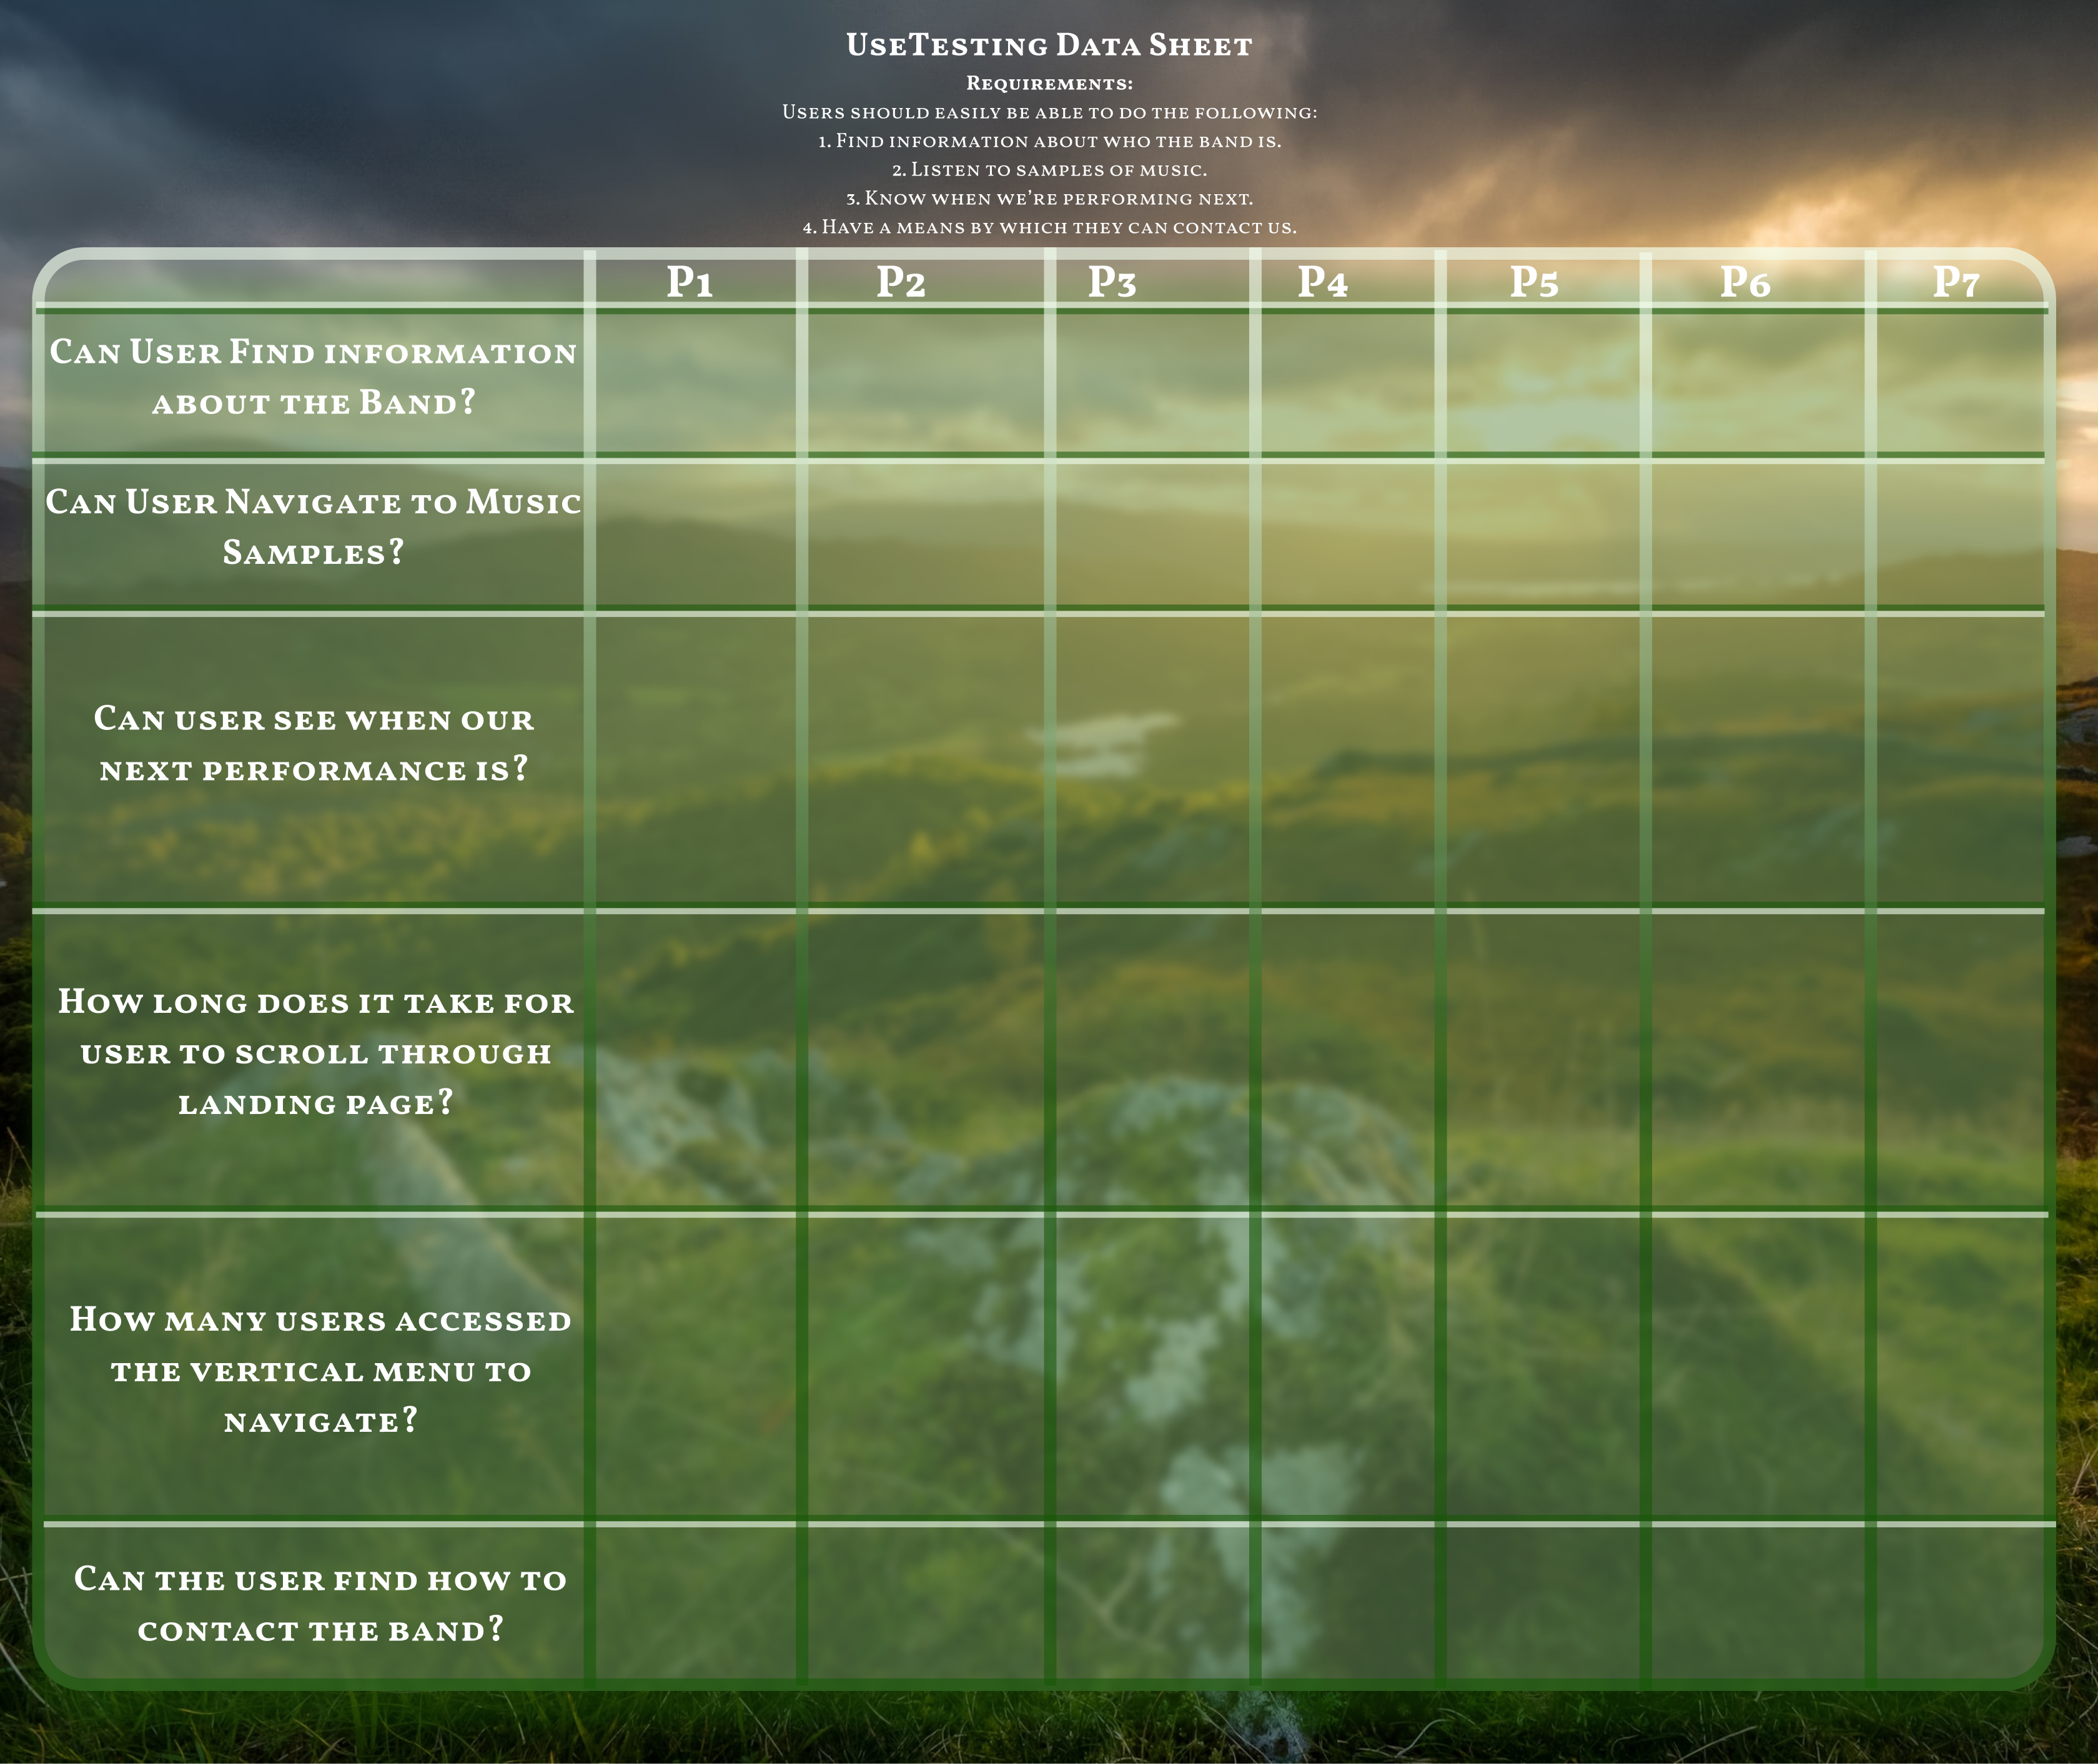 UseTesting Data Sheet
Requirements:
Users should easily be able to do the following:
1. Find information about who the band is.
2. Listen to samples of music.
3. Know when we're performing next.
4. Have a means by which they can contact us.
P1 P2 P3 P4 P5 P6 P7
Can User Find information
about the Band?
Can User Navigate to Music
Samples?
Can user see when our
next performance is?
How long does it take for
user to scroll through
landing page?
How many users accessed
the vertical menu to
navigate?
Can the user find how to
contact the band?